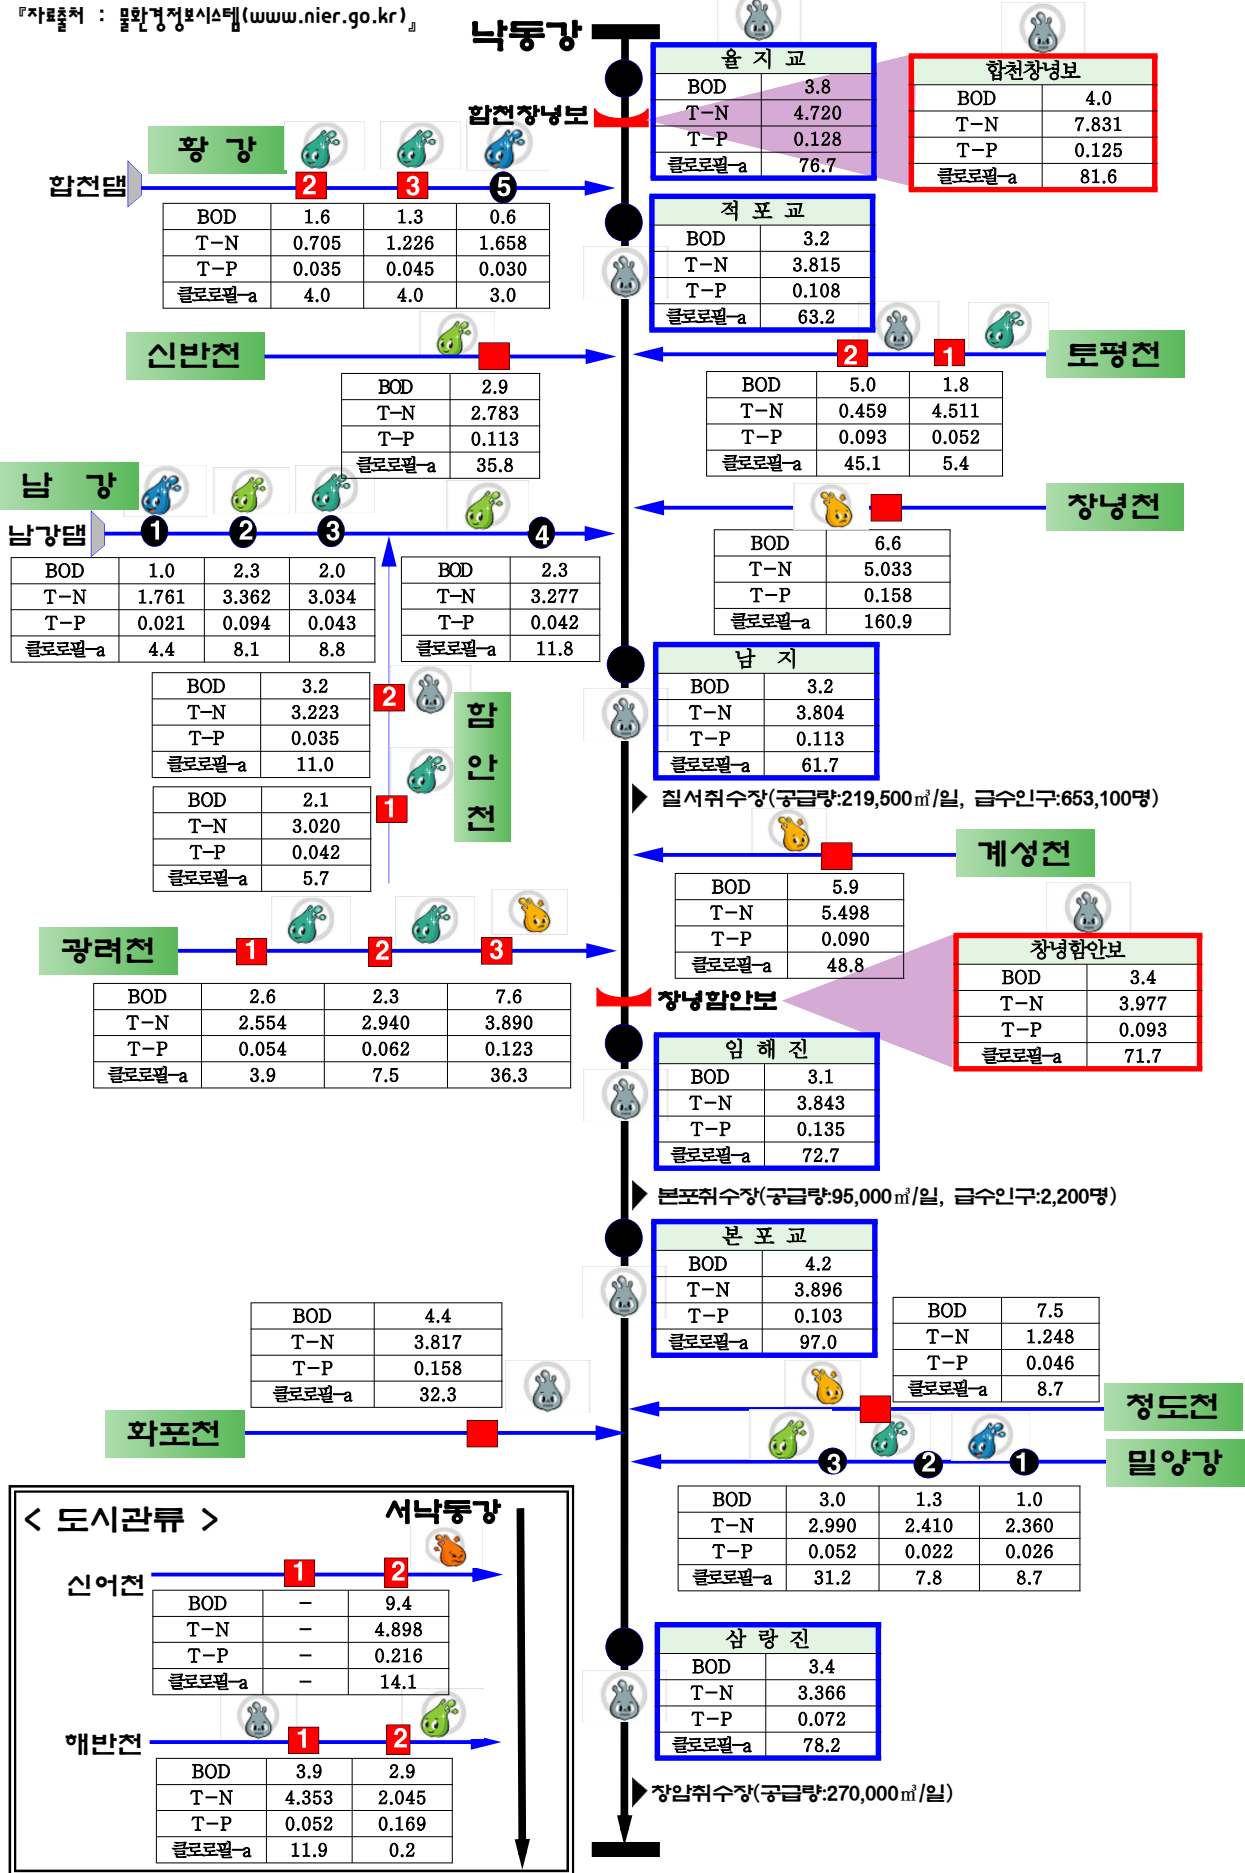 『자료출처 : 물환경정보시스템(www.nier.go.kr)』
낙동강
율 지 교
BOD 3.8
T-N 4.720
T-P 0.128
클로로필-a 76.7
합천창녕보
BOD 4.0
T-N 7.831
T-P 0.125
클로로필-a 81.6
합천창녕보
황 강
합천댐
2 3 5
BOD 1.6 1.3 0.6
T-N 0.705 1.226 1.658
T-P 0.035 0.045 0.030
클로로필-a 4.0 4.0 3.0
적 포 교
BOD 3.2
T-N 3.815
T-P 0.108
클로로필-a 63.2
신반천
BOD 2.9
T-N 2.783
T-P 0.113
클로로필-a 35.8
토평천
2 1
BOD 5.0 1.8
T-N 0.459 4.511
T-P 0.093 0.052
클로로필-a 45.1 5.4
남 강
남강댐
1 2 3 4
BOD 1.0 2.3 2.0
T-N 1.761 3.362 3.034
T-P 0.021 0.094 0.043
클로로필-a 4.4 8.1 8.8
BOD 2.3
T-N 3.277
T-P 0.042
클로로필-a 11.8
창녕천
BOD 6.6
T-N 5.033
T-P 0.158
클로로필-a 160.9
함안천
2
BOD 3.2
T-N 3.223
T-P 0.035
클로로필-a 11.0
1
BOD 2.1
T-N 3.020
T-P 0.042
클로로필-a 5.7
남 지
BOD 3.2
T-N 3.804
T-P 0.113
클로로필-a 61.7
칠서취수장(공급량:219,500㎥/일, 급수인구:653,100명)
계성천
BOD 5.9
T-N 5.498
T-P 0.090
클로로필-a 48.8
광려천
1 2 3
BOD 2.6 2.3 7.6
T-N 2.554 2.940 3.890
T-P 0.054 0.062 0.123
클로로필-a 3.9 7.5 36.3
창녕함안보
창녕함안보
BOD 3.4
T-N 3.977
T-P 0.093
클로로필-a 71.7
임 해 진
BOD 3.1
T-N 3.843
T-P 0.135
클로로필-a 72.7
본포취수장(공급량:95,000㎥/일, 급수인구:2,200명)
본 포 교
BOD 4.2
T-N 3.896
T-P 0.103
클로로필-a 97.0
BOD 4.4
T-N 3.817
T-P 0.158
클로로필-a 32.3
화포천
BOD 7.5
T-N 1.248
T-P 0.046
클로로필-a 8.7
청도천
밀양강
3 2 1
BOD 3.0 1.3 1.0
T-N 2.990 2.410 2.360
T-P 0.052 0.022 0.026
클로로필-a 31.2 7.8 8.7
< 도시관류 >
서낙동강
신어천
1 2
BOD - 9.4
T-N - 4.898
T-P - 0.216
클로로필-a - 14.1
해반천
1 2
BOD 3.9 2.9
T-N 4.353 2.045
T-P 0.052 0.169
클로로필-a 11.9 0.2
삼 랑 진
BOD 3.4
T-N 3.366
T-P 0.072
클로로필-a 78.2
창암취수장(공급량:270,000㎥/일)